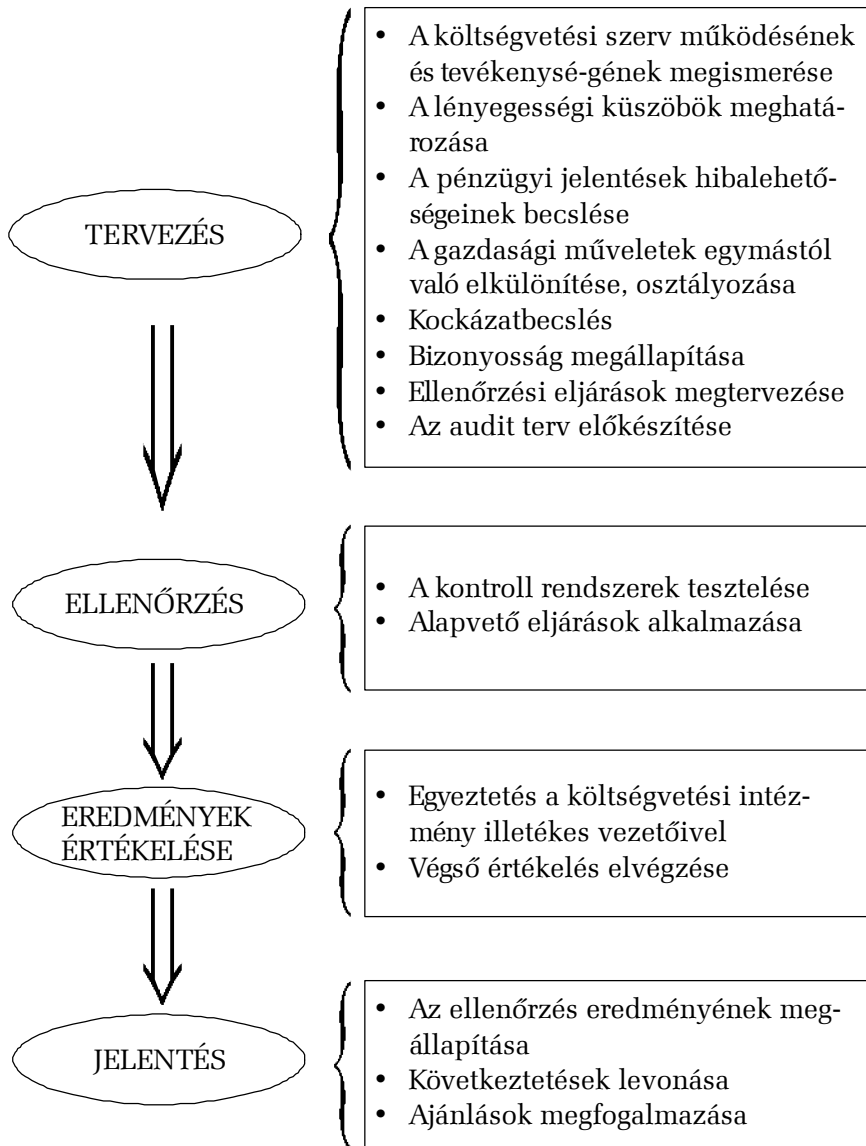 • A költségvetési szerv működésének
és tevékenysé-gének megismerése
• A lényegességi küszöbök meghatá-
rozása
• A pénzügyi jelentések hibalehető-
ségeinek becslése
• A gazdasági műveletek egymástól
való elkülönítése, osztályozása
• Kockázatbecslés
• Bizonyosság megállapítása
• Ellenőrzési eljárások megtervezése
• Az audit terv előkészítése
TERVEZÉS
• A kontroll rendszerek tesztelése
• Alapvető eljárások alkalmazása
ELLENŐRZÉS
• Egyeztetés a költségvetési intéz-
mény illetékes vezetőivel
• Végső értékelés elvégzése
EREDMÉNYEK
ÉRTÉKELÉSE
• Az ellenőrzés eredményének meg-
állapítása
• Következtetések levonása
• Ajánlások megfogalmazása
JELENTÉS